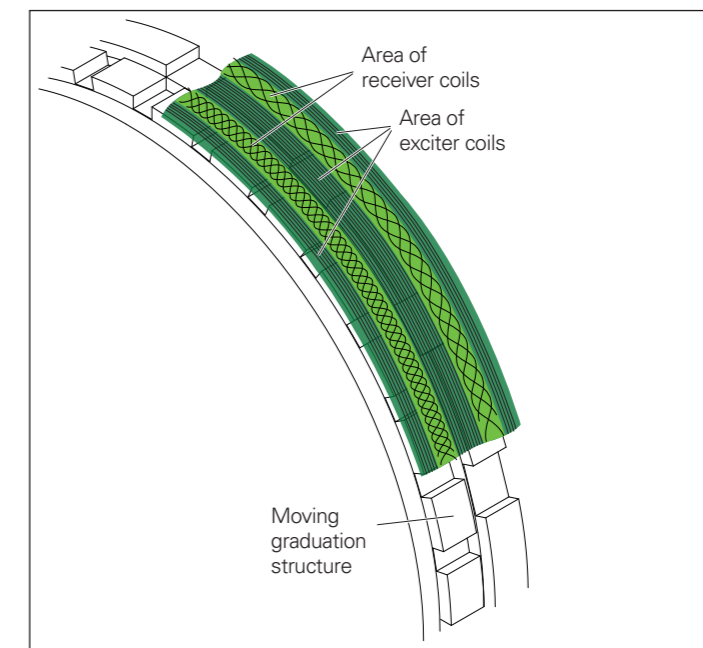 Area of
receiver coils
Area of
exciter coils
Moving
graduation
structure